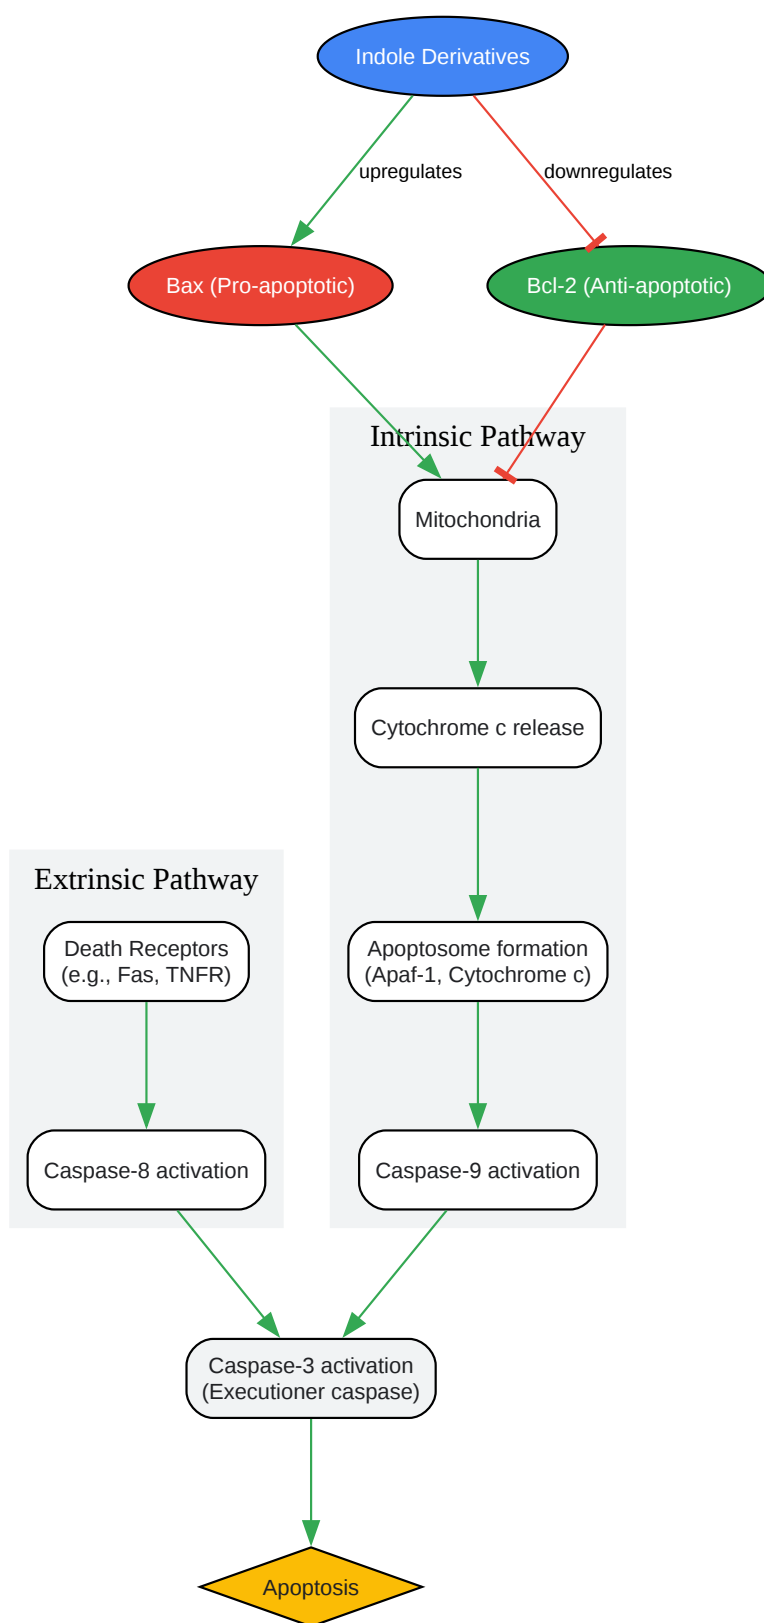 Indole Derivatives
upregulates
downregulates
Bax (Pro-apoptotic)
Bcl-2 (Anti-apoptotic)
Intrinsic Pathway
Mitochondria
Cytochrome c release
Extrinsic Pathway
Death Receptors
(e.g., Fas, TNFR)
Apoptosome formation
(Apaf-1, Cytochrome c)
Caspase-8 activation
Caspase-9 activation
Caspase-3 activation
(Executioner caspase)
Apoptosis